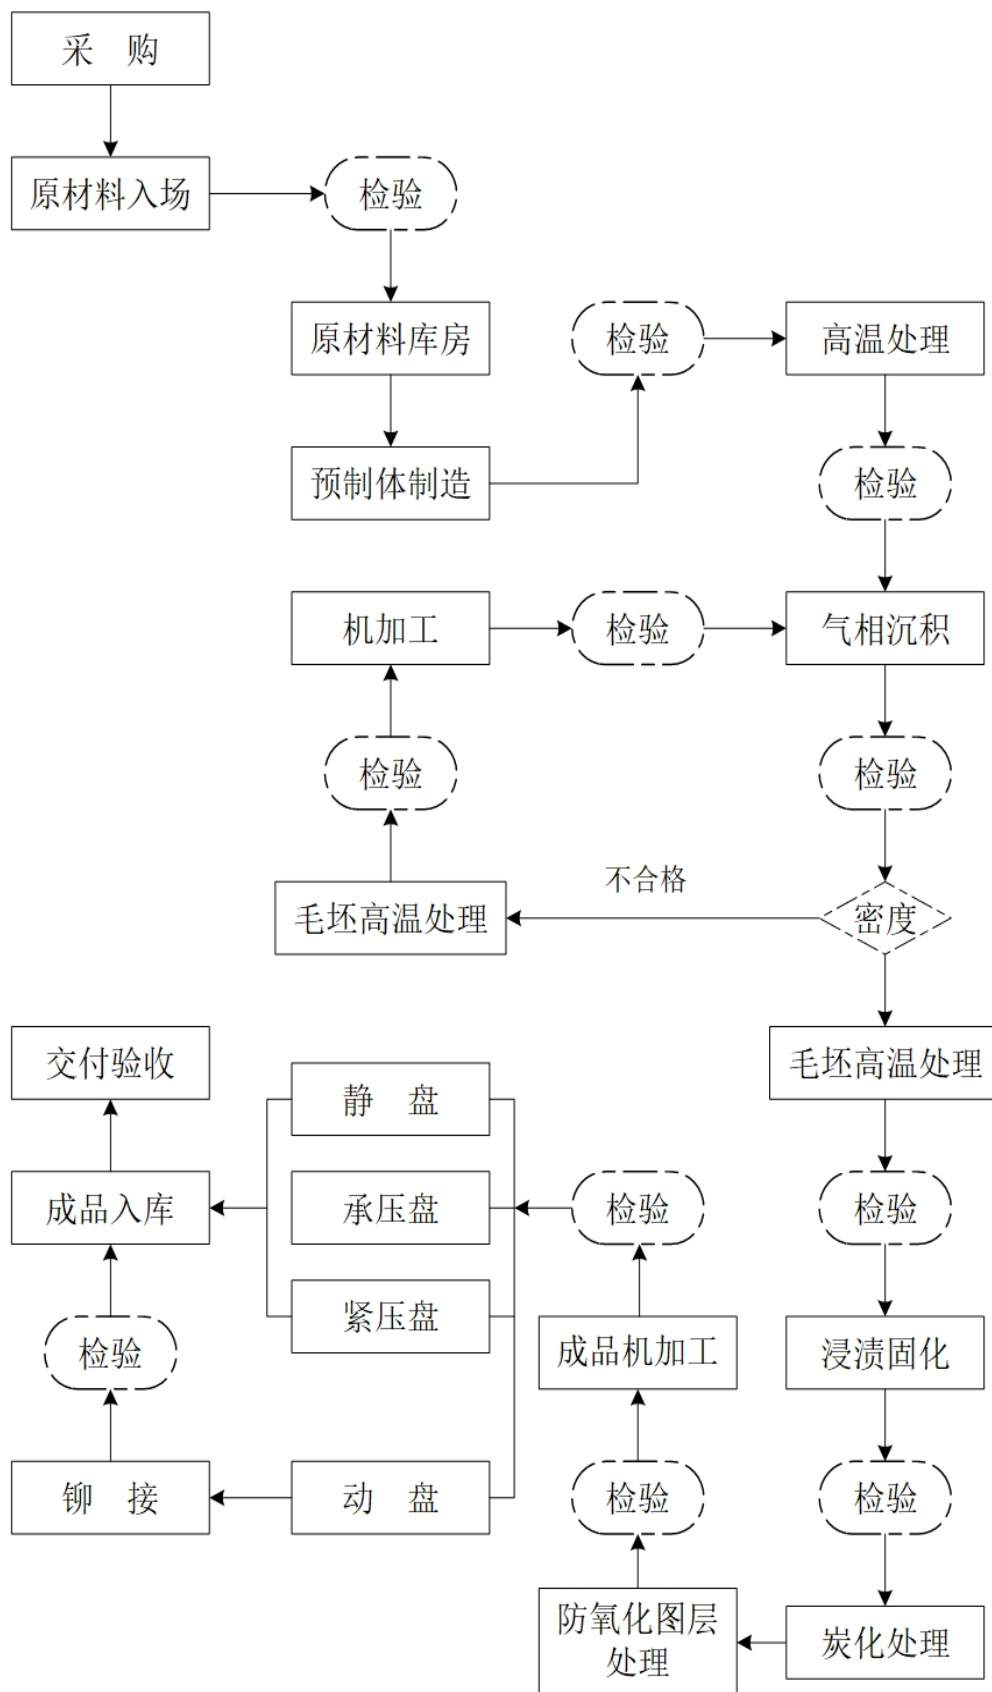 采　购
原材料入场
检验
原材料库房
检验
高温处理
预制体制造
检验
机加工
检验
气相沉积
检验
检验
不合格
毛坯高温处理
密度
交付验收
静　盘
毛坯高温处理
成品入库
承压盘
检验
检验
检验
紧压盘
成品机加工
浸渍固化
铆　接
动　盘
检验
检验
防氧化图层
处理
炭化处理